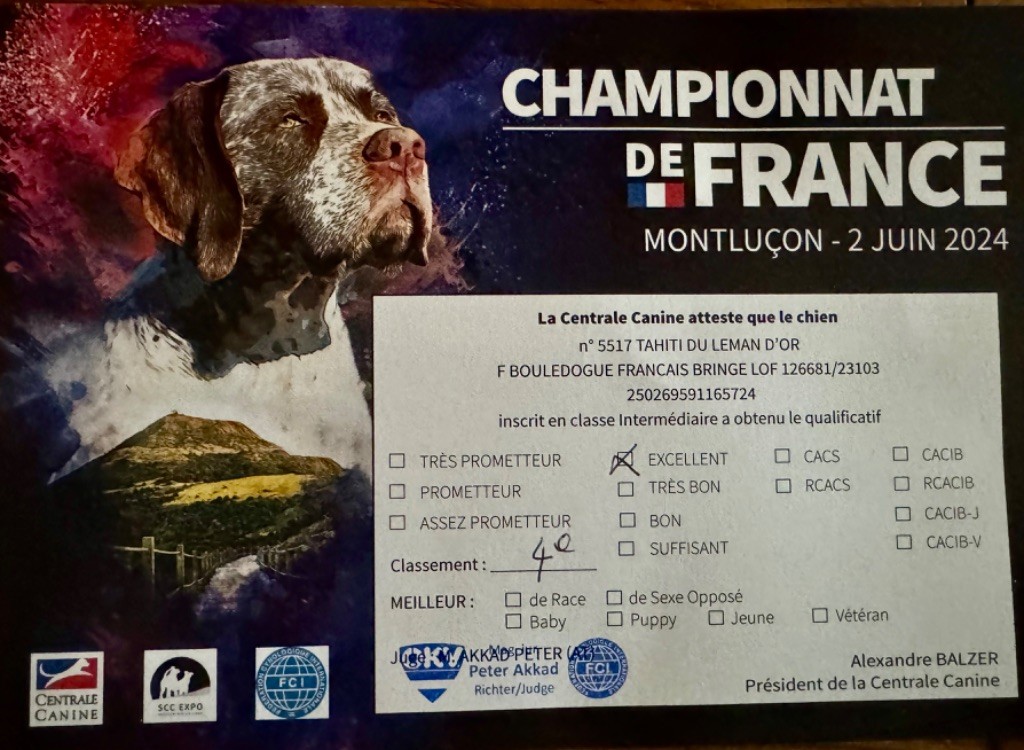 CHAMPIONNAT
DE FRANCE
MONTLUÇON - 2 JUIN 2024
La Centrale Canine atteste que le chien
n° 5517 TAHITI DU LEMAN D'OR
F BOULEDOGUE FRANCAIS BRINGE LOF 126681/23103
250269591165724
inscrit en classe Intermédiaire a obtenu le qualificatif
☐ TRÈS PROMETTEUR ☒ EXCELLENT ☐ CACS ☐ CACIB
☐ PROMETTEUR ☐ TRÈS BON ☐ RCACS ☐ RCACIB
☐ ASSEZ PROMETTEUR ☐ BON ☐ CACIB-J
☐ SUFFISANT ☐ CACIB-V
Classement : 4e
MEILLEUR : ☐ de Race ☐ de Sexe Opposé
☐ Baby ☐ Puppy ☐ Jeune ☐ Vétéran
AKKAD PETER (AT)
ÖKV
Peter Akkad
Richter/Judge
FCI
Alexandre BALZER
Président de la Centrale Canine
CENTRALE
CANINE
SCC EXPO
FCI